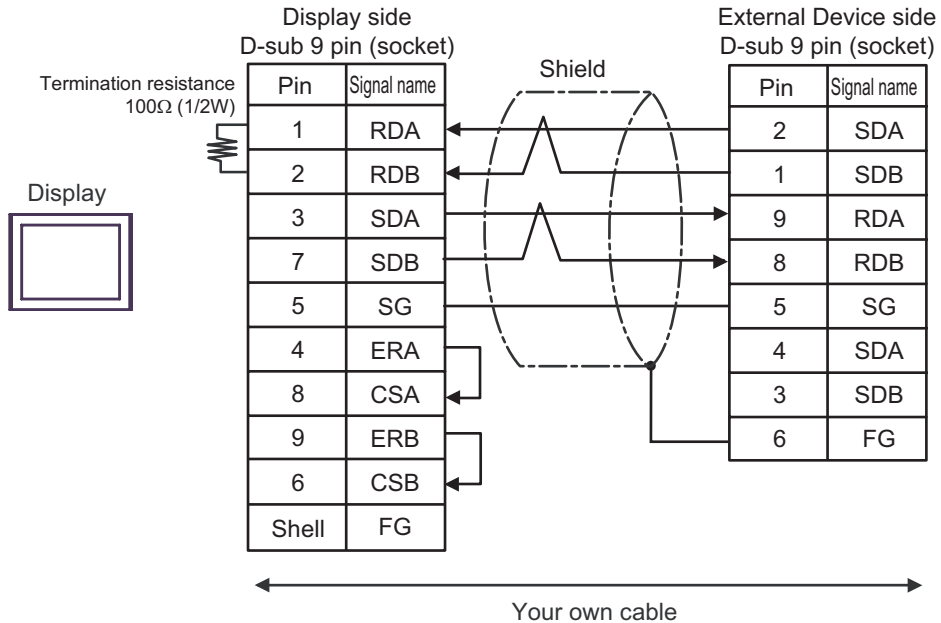 Display side
D-sub 9 pin (socket)
External Device side
D-sub 9 pin (socket)
Termination resistance
100Ω (1/2W)
Shield
Display
Pin Signal name
1 RDA
2 RDB
3 SDA
7 SDB
5 SG
4 ERA
8 CSA
9 ERB
6 CSB
Shell FG
Pin Signal name
2 SDA
1 SDB
9 RDA
8 RDB
5 SG
4 SDA
3 SDB
6 FG
Your own cable